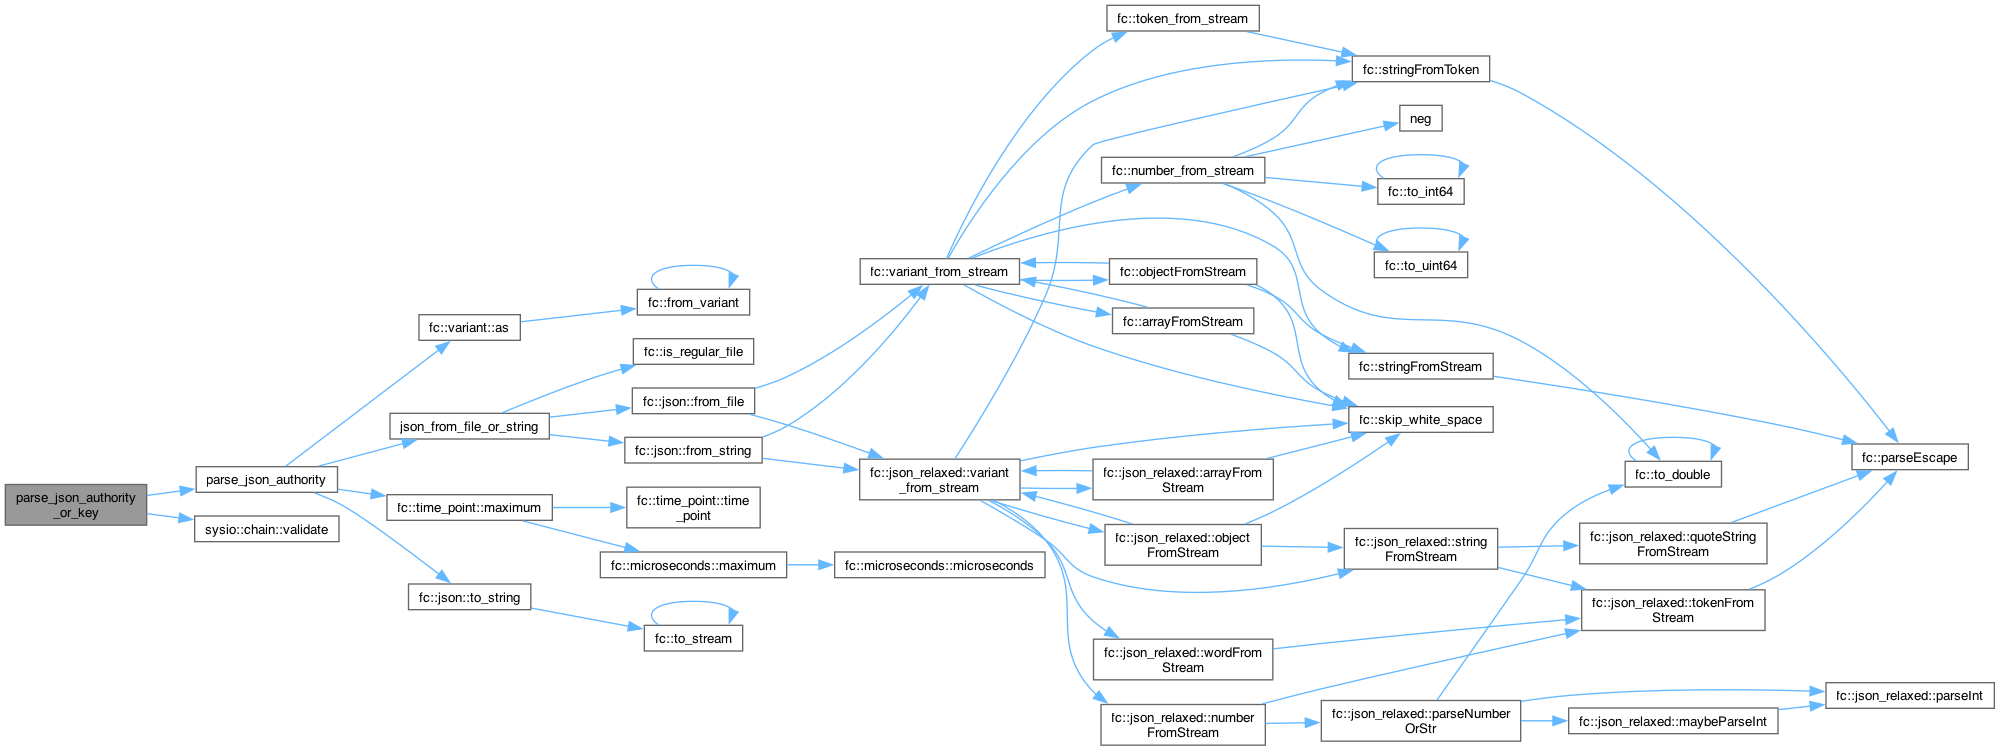 parse_json_authority
_or_key
parse_json_authority
sysio::chain::validate
fc::variant::as
json_from_file_or_string
fc::time_point::maximum
fc::json::to_string
fc::from_variant
fc::is_regular_file
fc::json::from_file
fc::json::from_string
fc::time_point::time
_point
fc::microseconds::maximum
fc::to_stream
fc::variant_from_stream
fc::json_relaxed::variant
_from_stream
fc::microseconds::microseconds
fc::token_from_stream
fc::number_from_stream
fc::objectFromStream
fc::arrayFromStream
fc::json_relaxed::arrayFrom
Stream
fc::json_relaxed::object
FromStream
fc::json_relaxed::wordFrom
Stream
fc::json_relaxed::number
FromStream
fc::stringFromToken
neg
fc::to_int64
fc::to_uint64
fc::stringFromStream
fc::skip_white_space
fc::json_relaxed::string
FromStream
fc::json_relaxed::parseNumber
OrStr
fc::to_double
fc::json_relaxed::quoteString
FromStream
fc::json_relaxed::tokenFrom
Stream
fc::json_relaxed::maybeParseInt
fc::parseEscape
fc::json_relaxed::parseInt